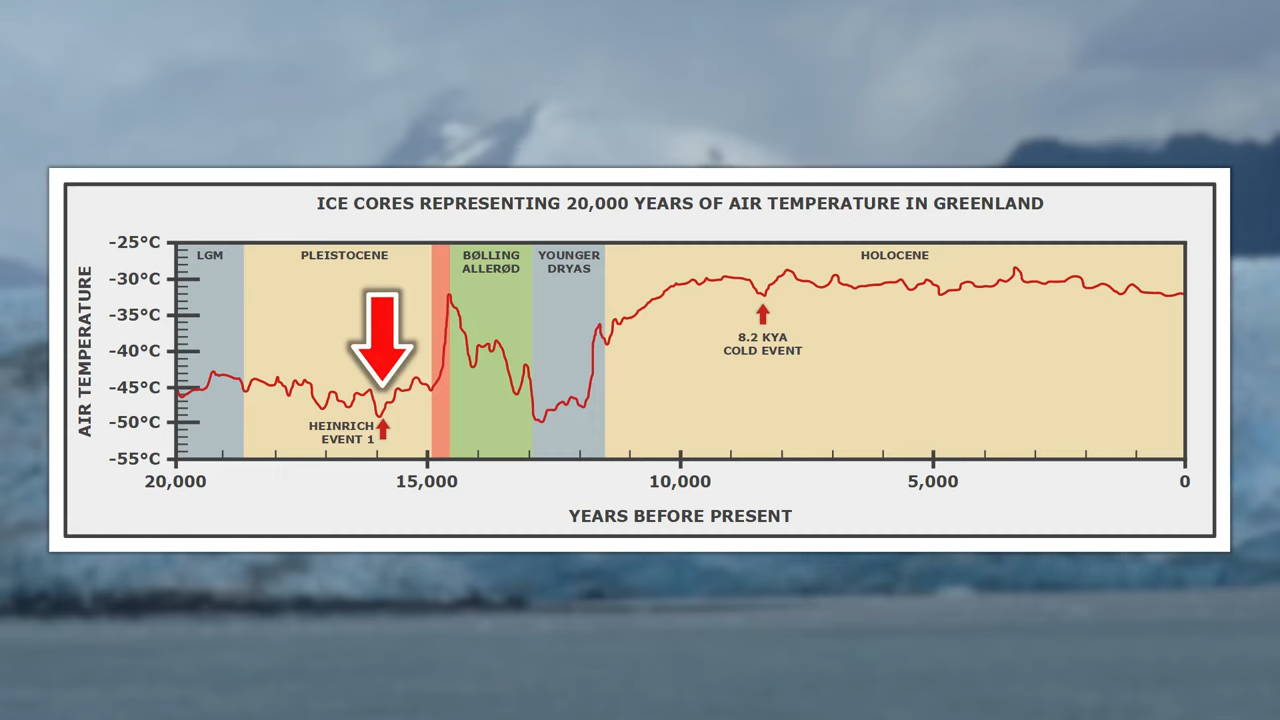 ICE CORES REPRESENTING 20,000 YEARS OF AIR TEMPERATURE IN GREENLAND
AIR TEMPERATURE
-25°C
-30°C
-35°C
-40°C
-45°C
-50°C
-55°C
LGM
PLEISTOCENE
BØLLING
ALLERØD
YOUNGER
DRYAS
HOLOCENE
HEINRICH
EVENT 1
8.2 KYA
COLD EVENT
20,000
15,000
10,000
5,000
0
YEARS BEFORE PRESENT